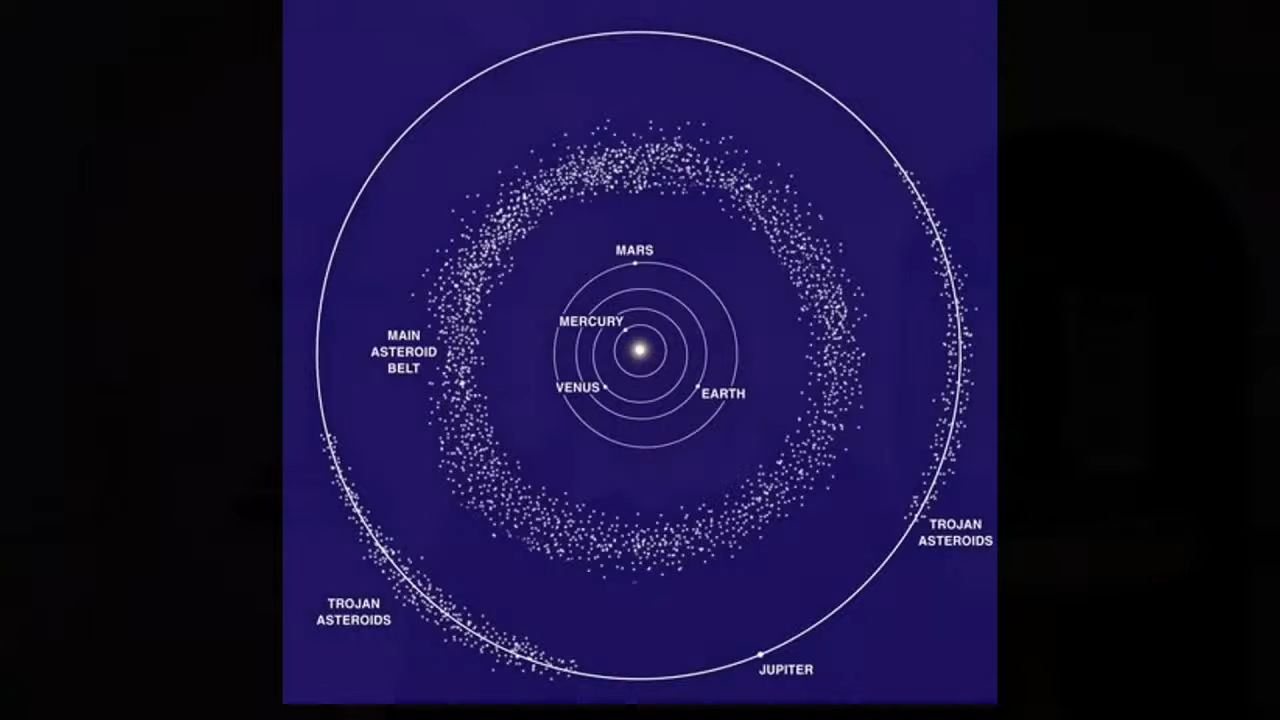 MARS
MERCURY
MAIN
ASTEROID
BELT
VENUS
EARTH
TROJAN
ASTEROIDS
TROJAN
ASTEROIDS
JUPITER